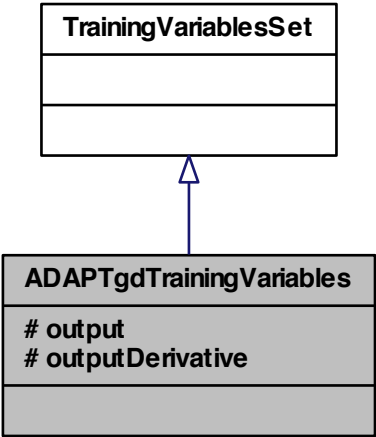 TrainingVariablesSet
ADAPTgdTrainingVariables
# output
# outputDerivative